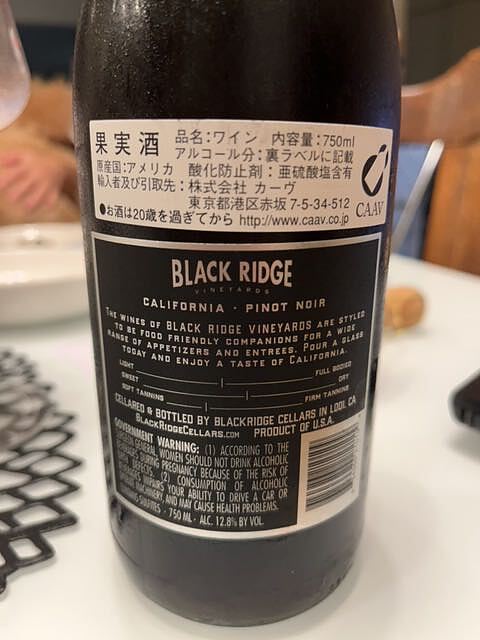 果実酒 品名:ワイン 内容量:750ml
アルコール分:裏ラベルに記載
原産国:アメリカ 酸化防止剤:亜硫酸塩含有
輸入者及び引取先:株式会社 カーヴ
東京都港区赤坂 7-5-34-512
●お酒は20歳を過ぎてから http://www.caav.co.jp
CAAV
BLACK RIDGE
VINEYARDS
CALIFORNIA · PINOT NOIR
THE WINES OF BLACK RIDGE VINEYARDS ARE STYLED
TO BE FOOD FRIENDLY COMPANIONS FOR A WIDE
RANGE OF APPETIZERS AND ENTREES. POUR A GLASS
TODAY AND ENJOY A TASTE OF CALIFORNIA.
LIGHT FULL BODIED
SWEET DRY
SOFT TANNINS FIRM TANNINS
CELLARED & BOTTLED BY BLACKRIDGE CELLARS IN LODI, CA
BLACKRIDGECELLARS.COM PRODUCT OF U.S.A.
GOVERNMENT WARNING: (1) ACCORDING TO THE
SURGEON GENERAL, WOMEN SHOULD NOT DRINK ALCOHOLIC
DURING PREGNANCY BECAUSE OF THE RISK OF
DEFECTS. (2) CONSUMPTION OF ALCOHOLIC
IMPAIRS YOUR ABILITY TO DRIVE A CAR OR
MACHINERY, AND MAY CAUSE HEALTH PROBLEMS.
SULFITES · 750 ML · ALC. 12.8% BY VOL.